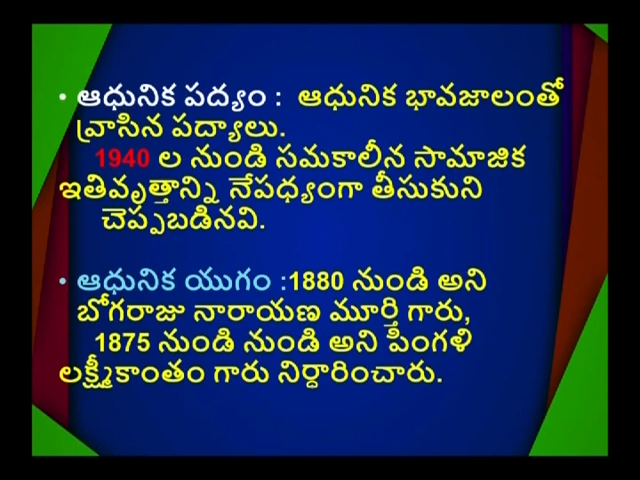 • ఆధునిక పద్యం : ఆధునిక భావజాలంతో
వ్రాసిన పద్యాలు.
1940 ల నుండి సమకాలీన సామాజిక
ఇతివృత్తాన్ని నేపధ్యంగా తీసుకుని
చెప్పబడినవి.
• ఆధునిక యుగం :1880 నుండి అని
బోగరాజు నారాయణ మూర్తి గారు,
1875 నుండి నుండి అని పింగళి
లక్ష్మీకాంతం గారు నిర్ధారించారు.